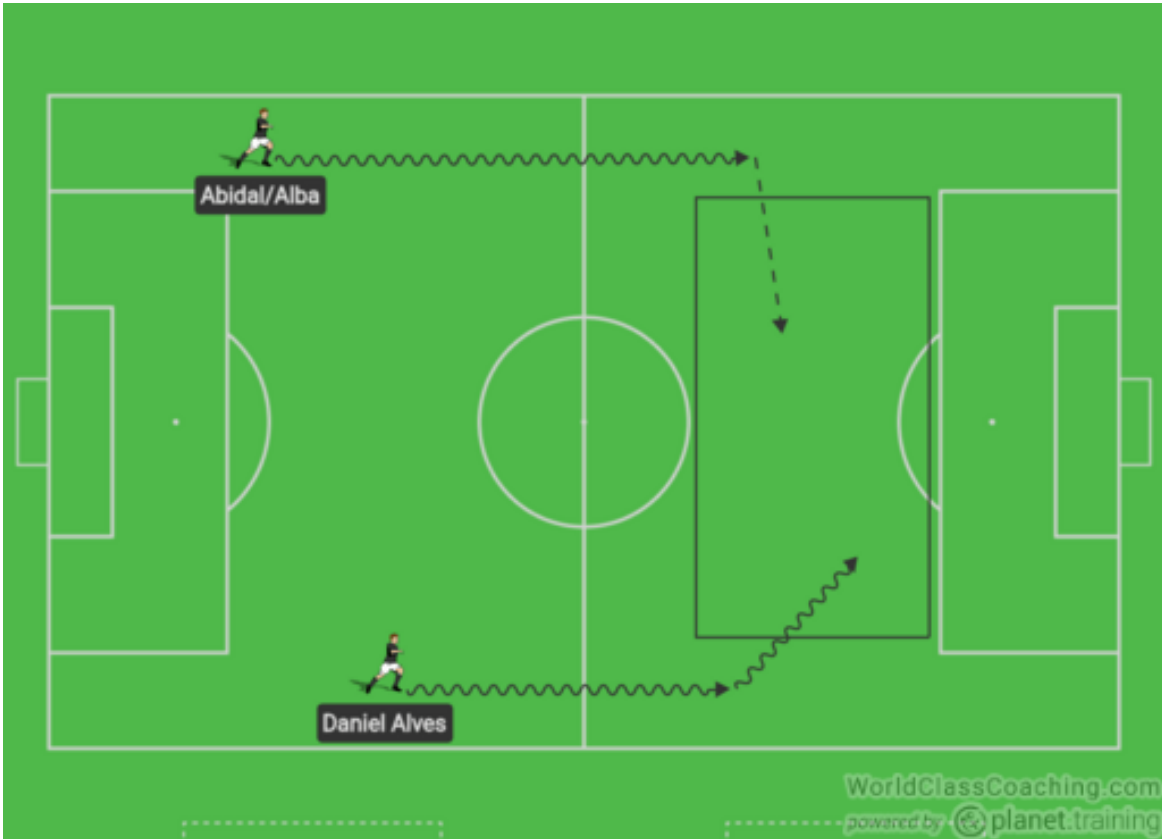 Abidal/Alba
Daniel Alves
WorldClassCoaching.com
powered by planet.training